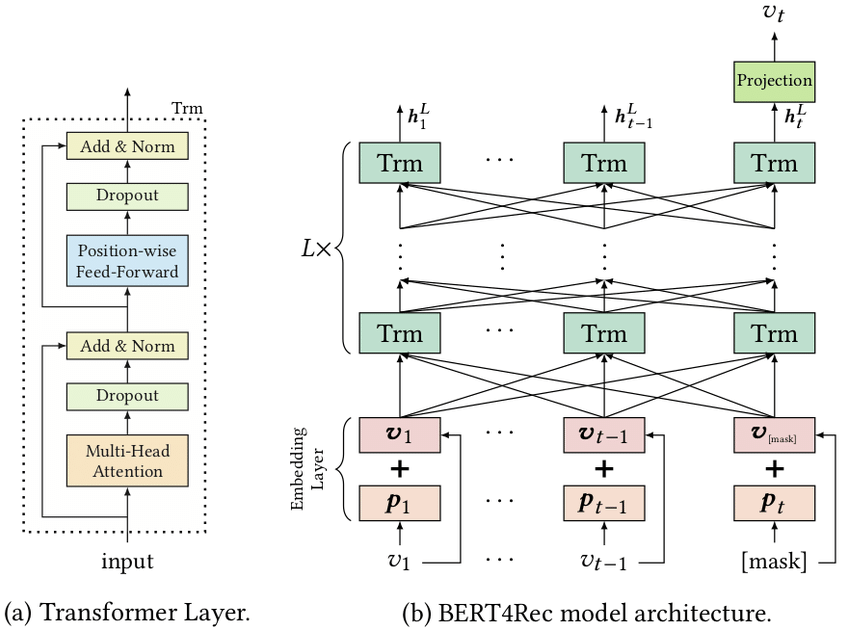 Trm
Add & Norm
Dropout
Position-wise
Feed-Forward
Add & Norm
Dropout
Multi-Head
Attention
input
(a) Transformer Layer.
v_t
Projection
h_1^L h_{t−1}^L h_t^L
Trm ··· Trm Trm
L×
Trm ··· Trm Trm
Embedding
Layer
v_1 ··· v_{t−1} v_[mask]
+ + +
p_1 ··· p_{t−1} p_t
v_1 ··· v_{t−1} [mask]
(b) BERT4Rec model architecture.